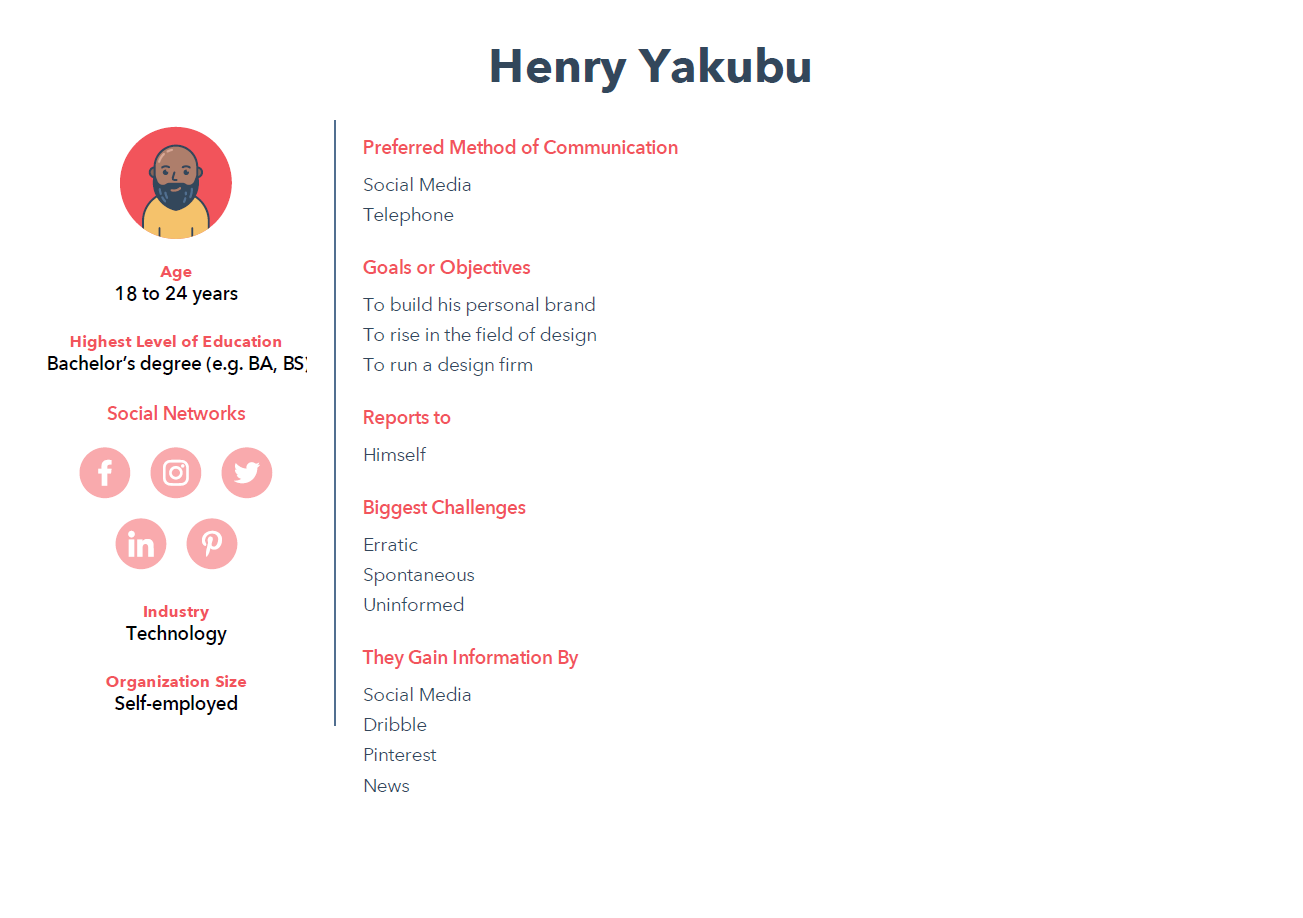 Henry Yakubu
Age
18 to 24 years
Highest Level of Education
Bachelor's degree (e.g. BA, BS)
Social Networks
f
in
Industry
Technology
Organization Size
Self-employed
Preferred Method of Communication
Social Media
Telephone
Goals or Objectives
To build his personal brand
To rise in the field of design
To run a design firm
Reports to
Himself
Biggest Challenges
Erratic
Spontaneous
Uninformed
They Gain Information By
Social Media
Dribble
Pinterest
News